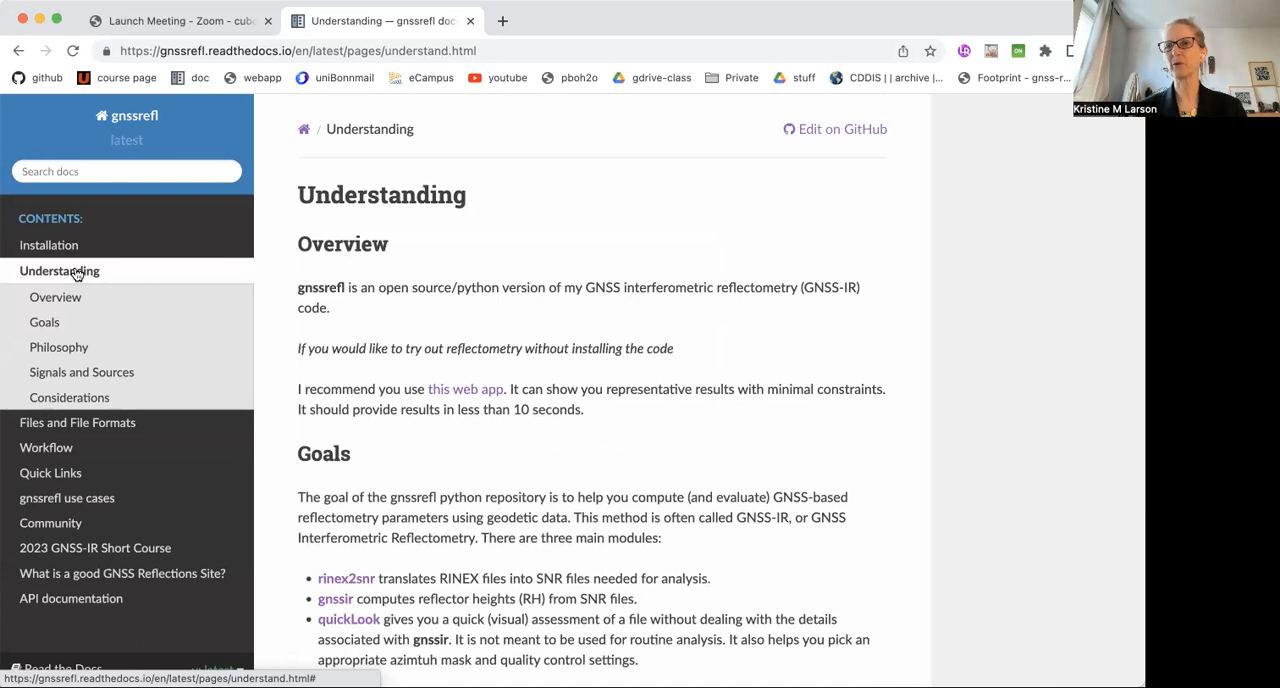 Launch Meeting - Zoom - cub
Understanding — gnssrefl doc
https://gnssrefl.readthedocs.io/en/latest/pages/understand.html
github
course page
doc
webapp
uniBonnmail
eCampus
youtube
pboh2o
gdrive-class
Private
stuff
CDDIS | | archive |...
Footprint - gnss-r...
Kristine M Larson
gnssrefl
latest
Search docs
CONTENTS:
Installation
Understanding
Overview
Goals
Philosophy
Signals and Sources
Considerations
Files and File Formats
Workflow
Quick Links
gnssrefl use cases
Community
2023 GNSS-IR Short Course
What is a good GNSS Reflections Site?
API documentation
Read the Docs
https://gnssrefl.readthedocs.io/en/latest/pages/understand.html#
/ Understanding
Edit on GitHub
Understanding
Overview
gnssrefl is an open source/python version of my GNSS interferometric reflectometry (GNSS-IR)
code.
If you would like to try out reflectometry without installing the code
I recommend you use this web app. It can show you representative results with minimal constraints.
It should provide results in less than 10 seconds.
Goals
The goal of the gnssrefl python repository is to help you compute (and evaluate) GNSS-based
reflectometry parameters using geodetic data. This method is often called GNSS-IR, or GNSS
Interferometric Reflectometry. There are three main modules:
• rinex2snr translates RINEX files into SNR files needed for analysis.
• gnssir computes reflector heights (RH) from SNR files.
• quickLook gives you a quick (visual) assessment of a file without dealing with the details
associated with gnssir. It is not meant to be used for routine analysis. It also helps you pick an
appropriate azimtuh mask and quality control settings.